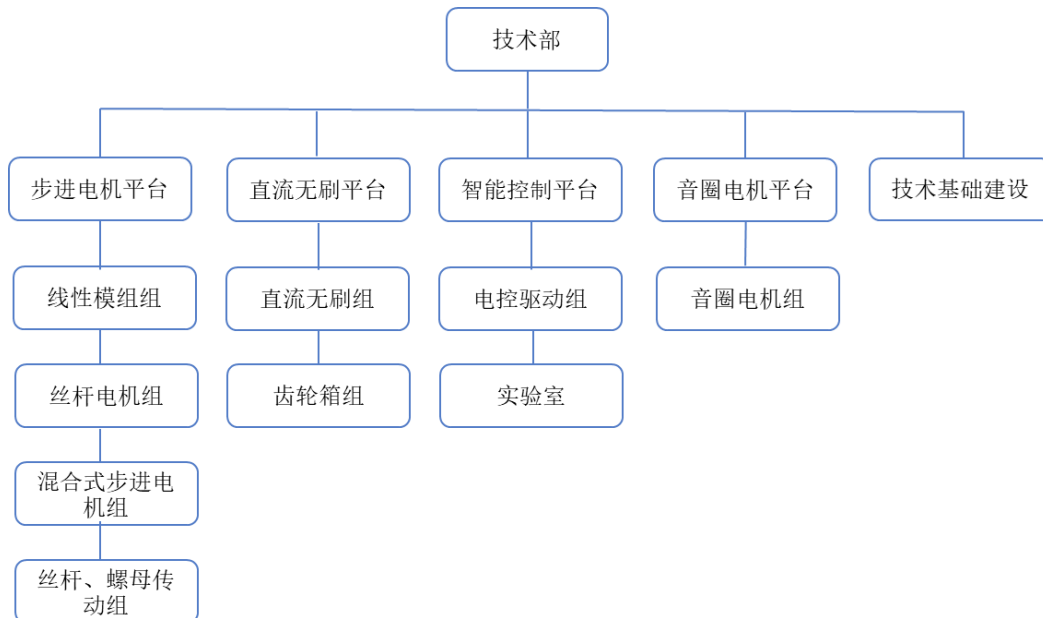 技术部
步进电机平台
直流无刷平台
智能控制平台
音圈电机平台
技术基础建设
线性模组组
直流无刷组
电控驱动组
音圈电机组
丝杆电机组
齿轮箱组
实验室
混合式步进电
机组
丝杆、螺母传
动组